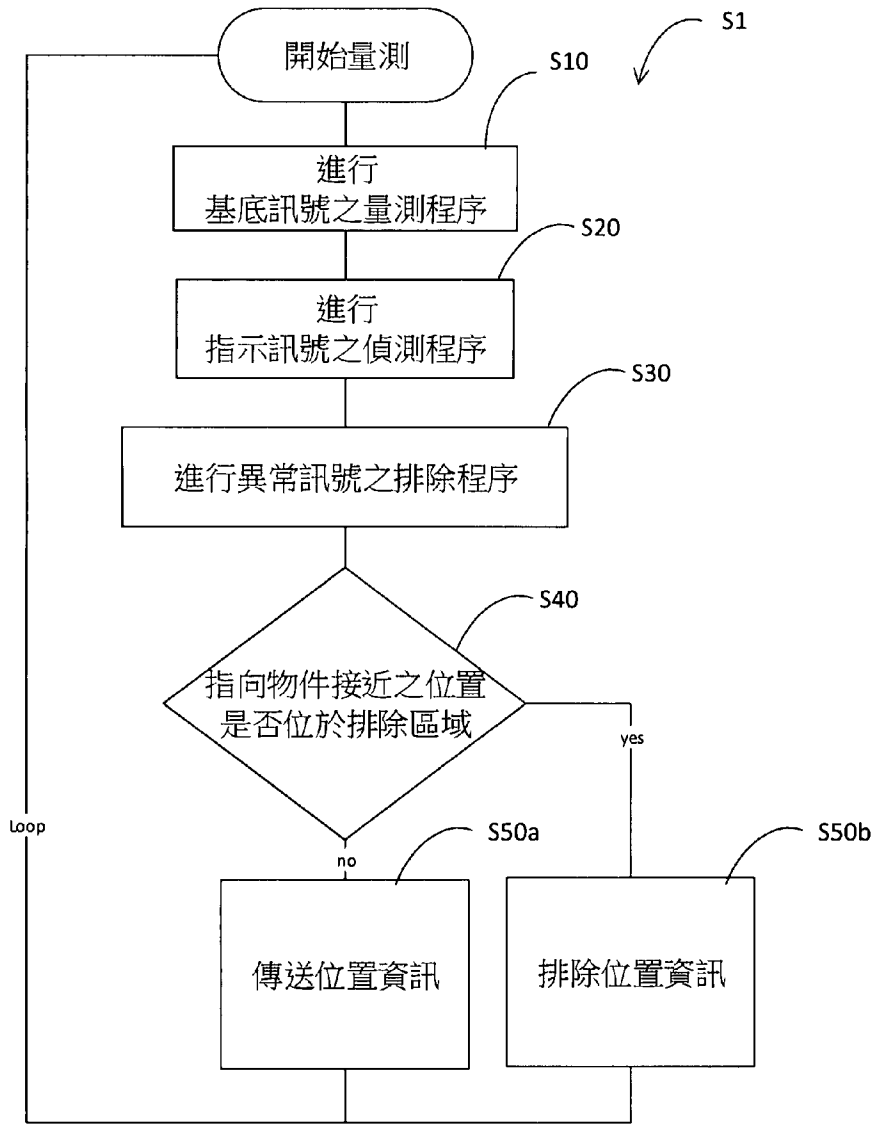 S1
開始量測
S10
進行
基底訊號之量測程序
S20
進行
指示訊號之偵測程序
S30
進行異常訊號之排除程序
S40
指向物件接近之位置
是否位於排除區域
yes
Loop
no
S50a
S50b
傳送位置資訊
排除位置資訊